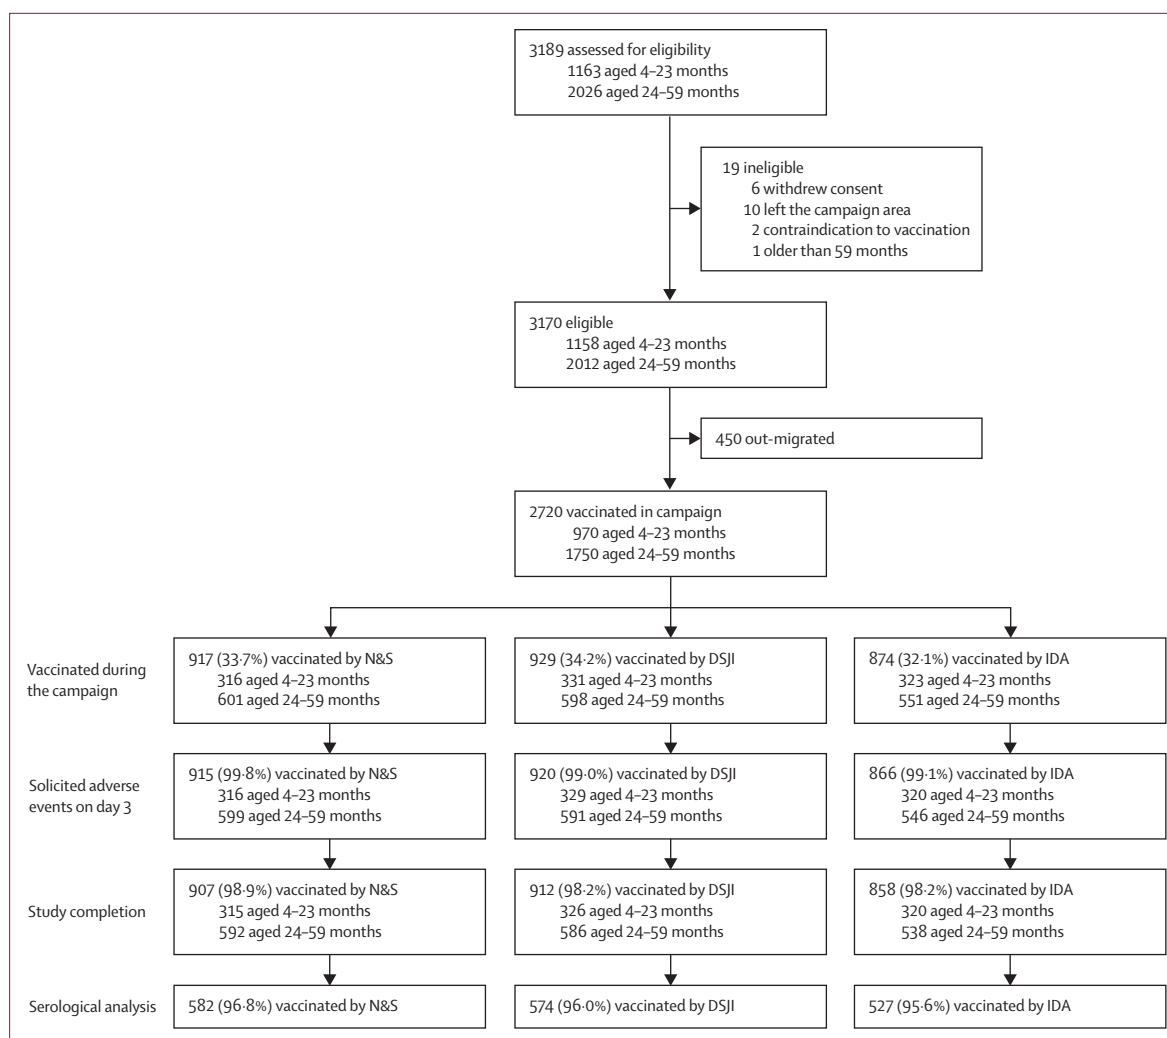 3189 assessed for eligibility
1163 aged 4–23 months
2026 aged 24–59 months
19 ineligible
6 withdrew consent
10 left the campaign area
2 contraindication to vaccination
1 older than 59 months
3170 eligible
1158 aged 4–23 months
2012 aged 24–59 months
450 out-migrated
2720 vaccinated in campaign
970 aged 4–23 months
1750 aged 24–59 months
Vaccinated during
the campaign
917 (33·7%) vaccinated by N&S
316 aged 4–23 months
601 aged 24–59 months
929 (34·2%) vaccinated by DSJI
331 aged 4–23 months
598 aged 24–59 months
874 (32·1%) vaccinated by IDA
323 aged 4–23 months
551 aged 24–59 months
Solicited adverse
events on day 3
915 (99·8%) vaccinated by N&S
316 aged 4–23 months
599 aged 24–59 months
920 (99·0%) vaccinated by DSJI
329 aged 4–23 months
591 aged 24–59 months
866 (99·1%) vaccinated by IDA
320 aged 4–23 months
546 aged 24–59 months
Study completion
907 (98·9%) vaccinated by N&S
315 aged 4–23 months
592 aged 24–59 months
912 (98·2%) vaccinated by DSJI
326 aged 4–23 months
586 aged 24–59 months
858 (98·2%) vaccinated by IDA
320 aged 4–23 months
538 aged 24–59 months
Serological analysis
582 (96·8%) vaccinated by N&S
574 (96·0%) vaccinated by DSJI
527 (95·6%) vaccinated by IDA